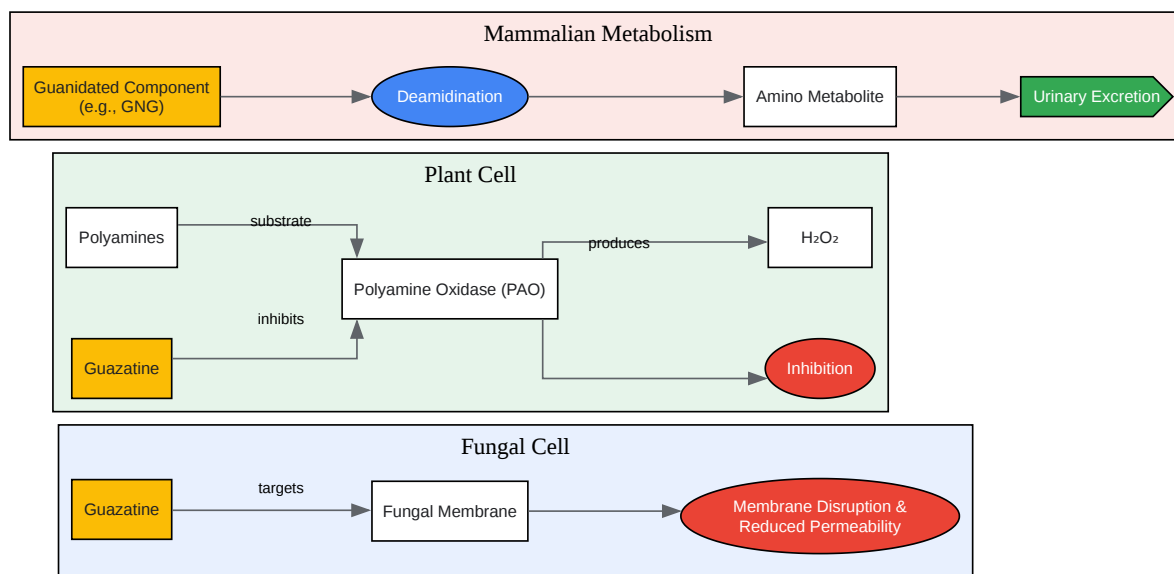 Mammalian Metabolism
Guanidated Component
(e.g., GNG)
Deamidination
Amino Metabolite
Urinary Excretion
Plant Cell
Polyamines
substrate
Polyamine Oxidase (PAO)
produces
H₂O₂
inhibits
Guazatine
Inhibition
Fungal Cell
Guazatine
targets
Fungal Membrane
Membrane Disruption &
Reduced Permeability